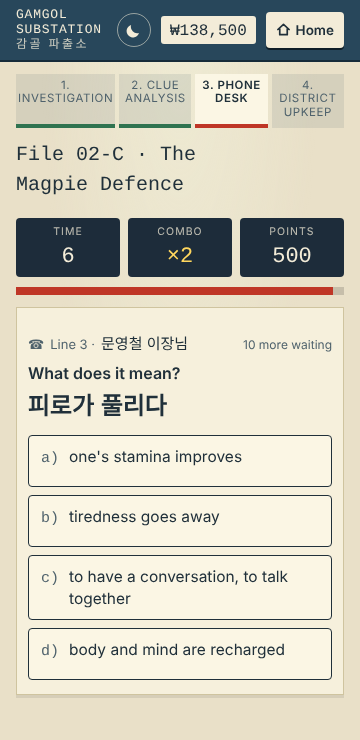 GAMGOL
SUBSTATION
감골 파출소
₩138,500
Home
1.
INVESTIGATION
2. CLUE
ANALYSIS
3. PHONE
DESK
4.
DISTRICT
UPKEEP
File 02-C · The
Magpie Defence
TIME
6
COMBO
×2
POINTS
500
☎ Line 3 · 문영철 이장님
10 more waiting
What does it mean?
피로가 풀리다
a) one's stamina improves
b) tiredness goes away
c) to have a conversation, to talk
together
d) body and mind are recharged